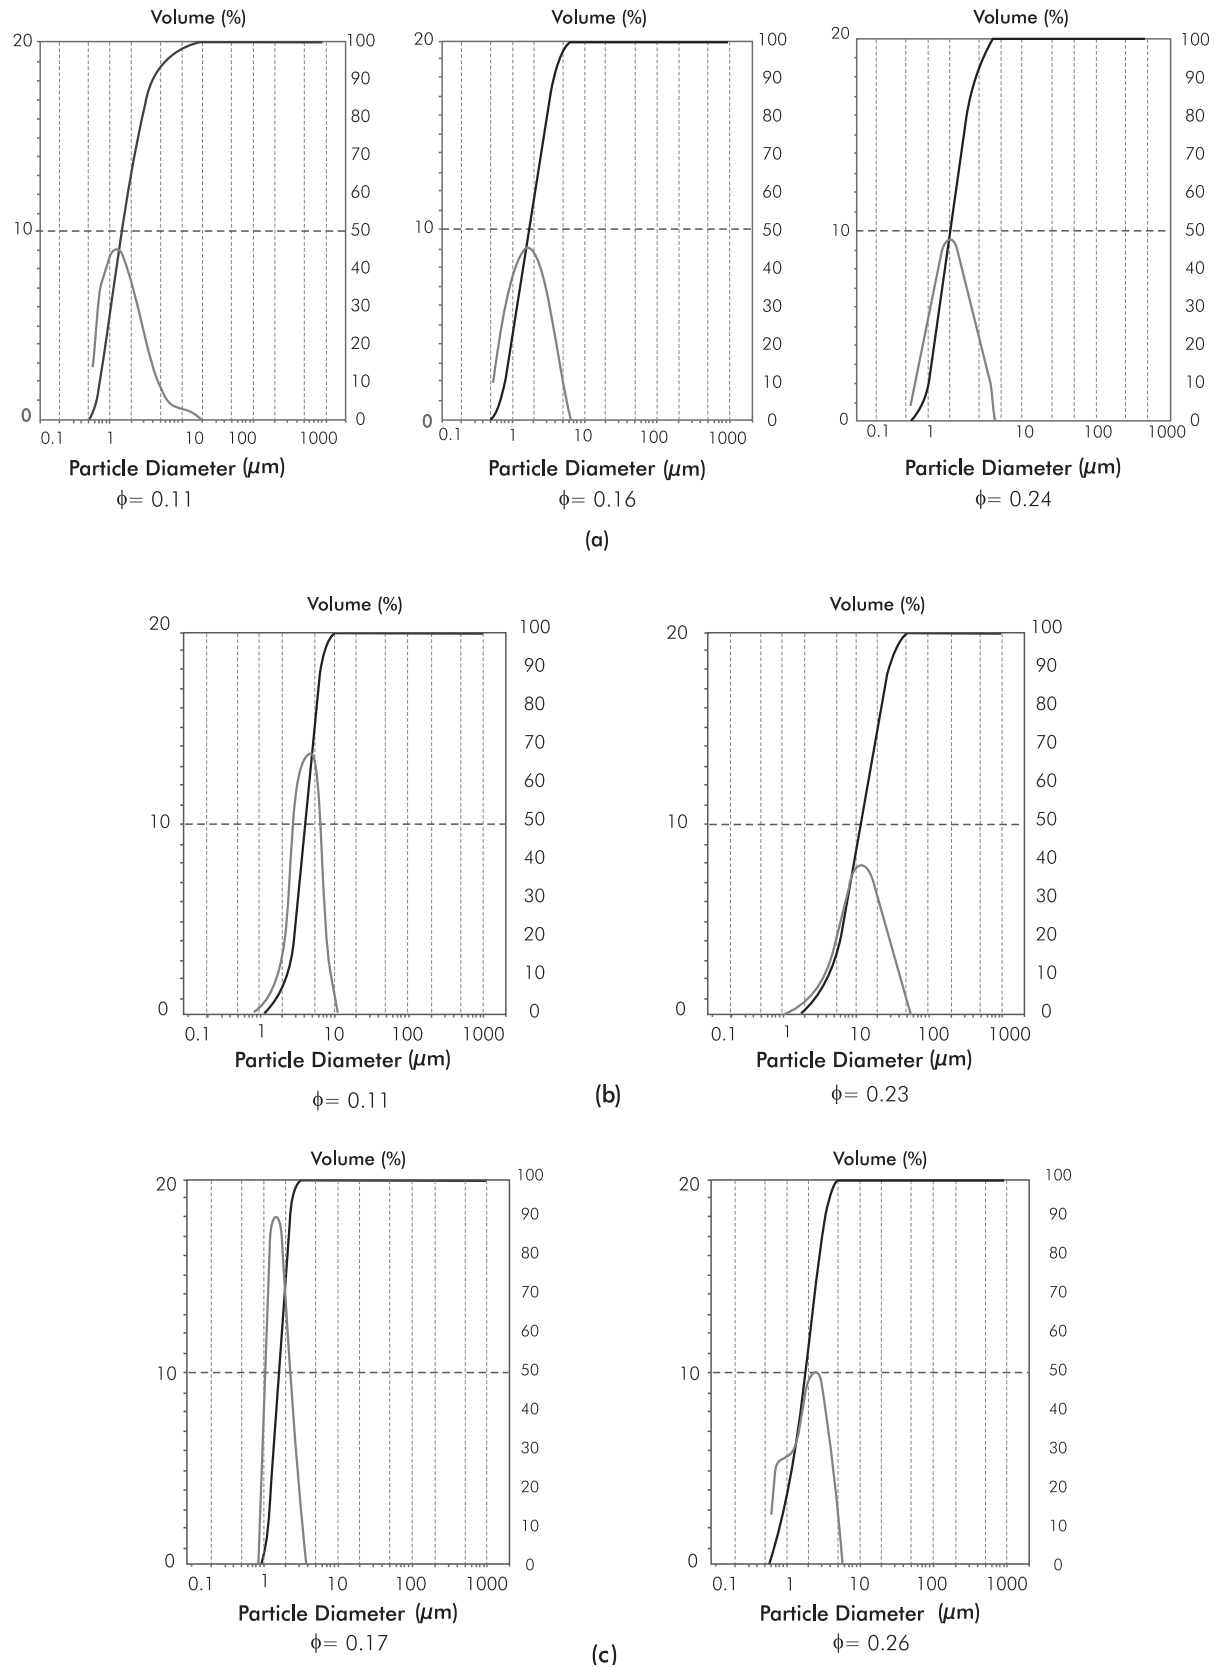 Volume (%) Volume (%) Volume (%)
20 100 20 100 20 100
90 90 90
80 80 80
70 70 70
60 60 60
10 50 10 50 10 50
40 40 40
30 30 30
20 20 20
10 10 10
0 0 0 0 0 0
0.1 1 10 100 1000 0.1 1 10 100 1000 0.1 1 10 100 1000
Particle Diameter (µm) Particle Diameter (µm) Particle Diameter (µm)
ϕ= 0.11 ϕ= 0.16 ϕ= 0.24
(a)
Volume (%) Volume (%)
20 100 20 100
90 90
80 80
70 70
60 60
10 50 10 50
40 40
30 30
20 20
10 10
0 0 0 0
0.1 1 10 100 1000 0.1 1 10 100 1000
Particle Diameter (µm) Particle Diameter (µm)
ϕ= 0.11 (b) ϕ= 0.23
Volume (%) Volume (%)
20 100 20 100
90 90
80 80
70 70
60 60
10 50 10 50
40 40
30 30
20 20
10 10
0 0 0 0
0.1 1 10 100 1000 0.1 1 10 100 1000
Particle Diameter (µm) Particle Diameter (µm)
ϕ= 0.17 (c) ϕ= 0.26